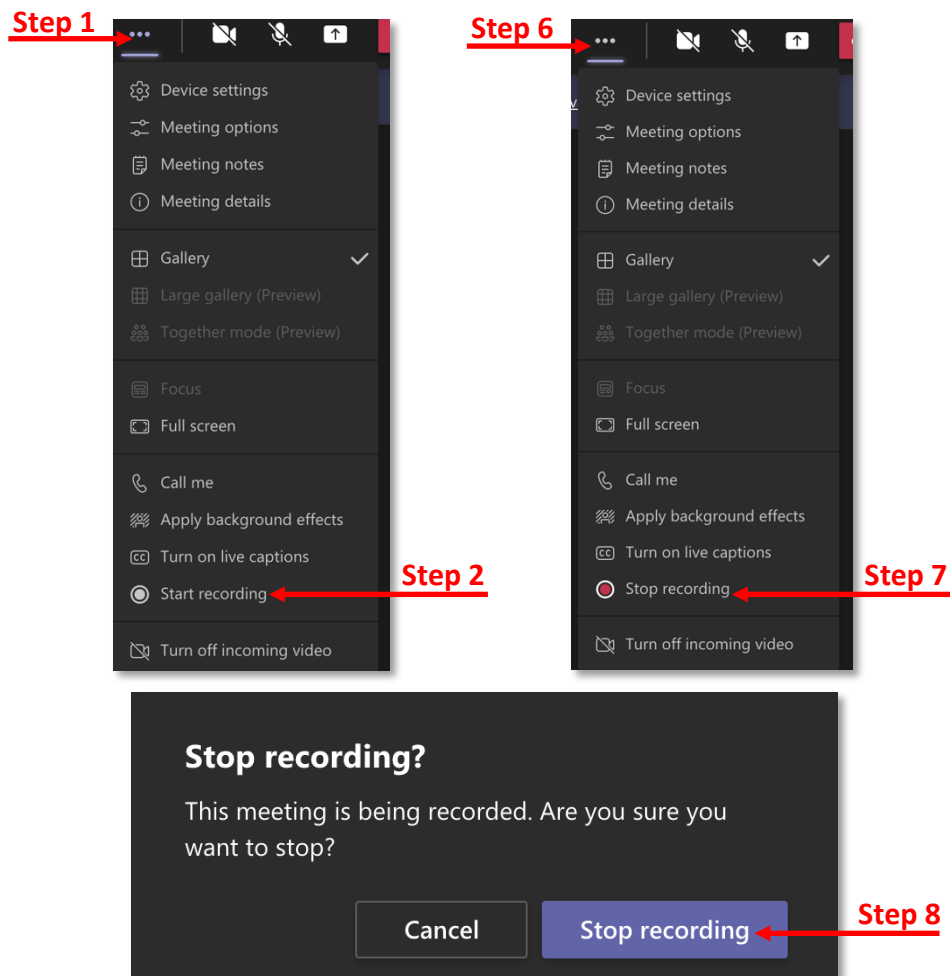 Step 1
Device settings
Meeting options
Meeting notes
Meeting details
Gallery
Large gallery (Preview)
Together mode (Preview)
Focus
Full screen
Call me
Apply background effects
CC Turn on live captions
Start recording
Step 2
Turn off incoming video
Step 6
v
Device settings
Meeting options
Meeting notes
Meeting details
Gallery
Large gallery (Preview)
Together mode (Preview)
Focus
Full screen
Call me
Apply background effects
CC Turn on live captions
Stop recording
Step 7
Turn off incoming video
Stop recording?
This meeting is being recorded. Are you sure you
want to stop?
Cancel
Stop recording
Step 8